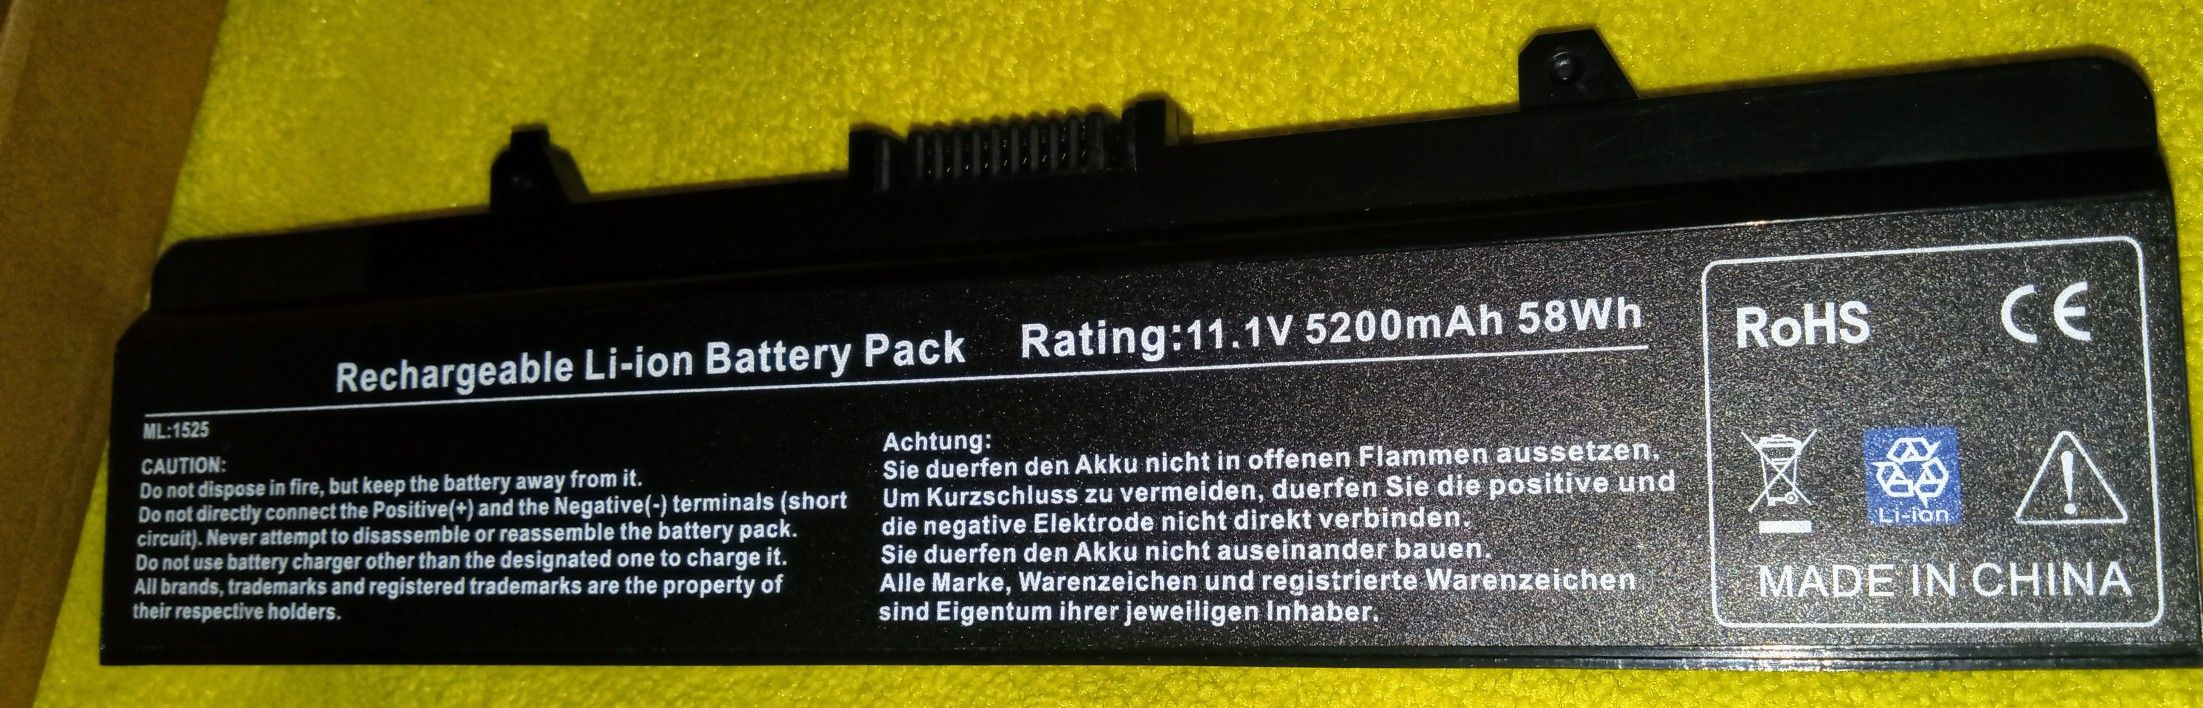 Rechargeable Li-ion Battery Pack Rating:11.1V 5200mAh 58Wh
ML:1525
CAUTION:
Do not dispose in fire, but keep the battery away from it.
Do not directly connect the Positive(+) and the Negative(-) terminals (short
circuit). Never attempt to disassemble or reassemble the battery pack.
Do not use battery charger other than the designated one to charge it.
All brands, trademarks and registered trademarks are the property of
their respective holders.
Achtung:
Sie duerfen den Akku nicht in offenen Flammen aussetzen.
Um Kurzschluss zu vermeiden, duerfen Sie die positive und
die negative Elektrode nicht direkt verbinden.
Sie duerfen den Akku nicht auseinander bauen.
Alle Marke, Warenzeichen und registrierte Warenzeichen
sind Eigentum ihrer jeweiligen Inhaber.
RoHS CE
Li-ion
MADE IN CHINA